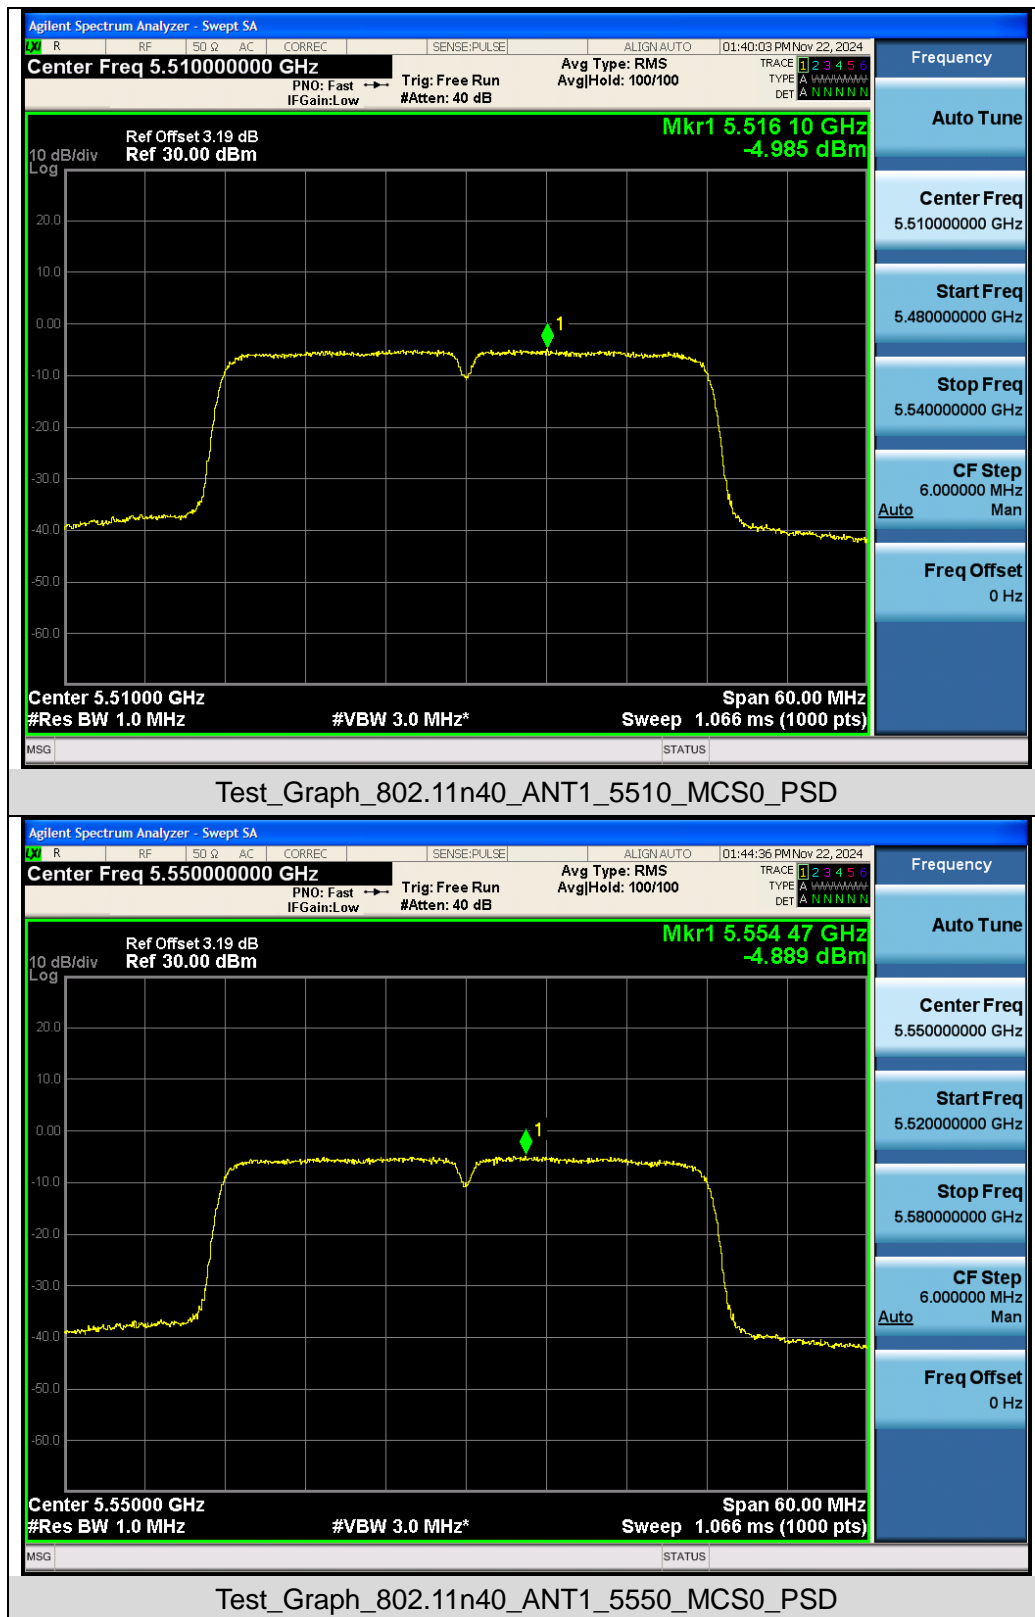 Agilent Spectrum Analyzer - Swept SA
LXI R RF 50 Ω AC CORREC SENSE:PULSE ALIGN AUTO 01:40:03 PM Nov 22, 2024
Center Freq 5.510000000 GHz
PNO: Fast
IFGain:Low
Trig: Free Run
#Atten: 40 dB
Avg Type: RMS
Avg|Hold: 100/100
TRACE 1 2 3 4 5 6
TYPE A WWWWW
DET A N N N N N
Frequency
Auto Tune
Center Freq
5.510000000 GHz
Start Freq
5.480000000 GHz
Stop Freq
5.540000000 GHz
CF Step
6.000000 MHz
Auto Man
Freq Offset
0 Hz
Mkr1 5.516 10 GHz
-4.985 dBm
Ref Offset 3.19 dB
10 dB/div Ref 30.00 dBm
Log
20.0
10.0
0.00
1
-10.0
-20.0
-30.0
-40.0
-50.0
-60.0
Center 5.51000 GHz Span 60.00 MHz
#Res BW 1.0 MHz #VBW 3.0 MHz* Sweep 1.066 ms (1000 pts)
MSG STATUS
Test_Graph_802.11n40_ANT1_5510_MCS0_PSD
Agilent Spectrum Analyzer - Swept SA
LXI R RF 50 Ω AC CORREC SENSE:PULSE ALIGN AUTO 01:44:36 PM Nov 22, 2024
Center Freq 5.550000000 GHz
PNO: Fast
IFGain:Low
Trig: Free Run
#Atten: 40 dB
Avg Type: RMS
Avg|Hold: 100/100
TRACE 1 2 3 4 5 6
TYPE A WWWWW
DET A N N N N N
Frequency
Auto Tune
Center Freq
5.550000000 GHz
Start Freq
5.520000000 GHz
Stop Freq
5.580000000 GHz
CF Step
6.000000 MHz
Auto Man
Freq Offset
0 Hz
Mkr1 5.554 47 GHz
-4.889 dBm
Ref Offset 3.19 dB
10 dB/div Ref 30.00 dBm
Log
20.0
10.0
0.00
1
-10.0
-20.0
-30.0
-40.0
-50.0
-60.0
Center 5.55000 GHz Span 60.00 MHz
#Res BW 1.0 MHz #VBW 3.0 MHz* Sweep 1.066 ms (1000 pts)
MSG STATUS
Test_Graph_802.11n40_ANT1_5550_MCS0_PSD